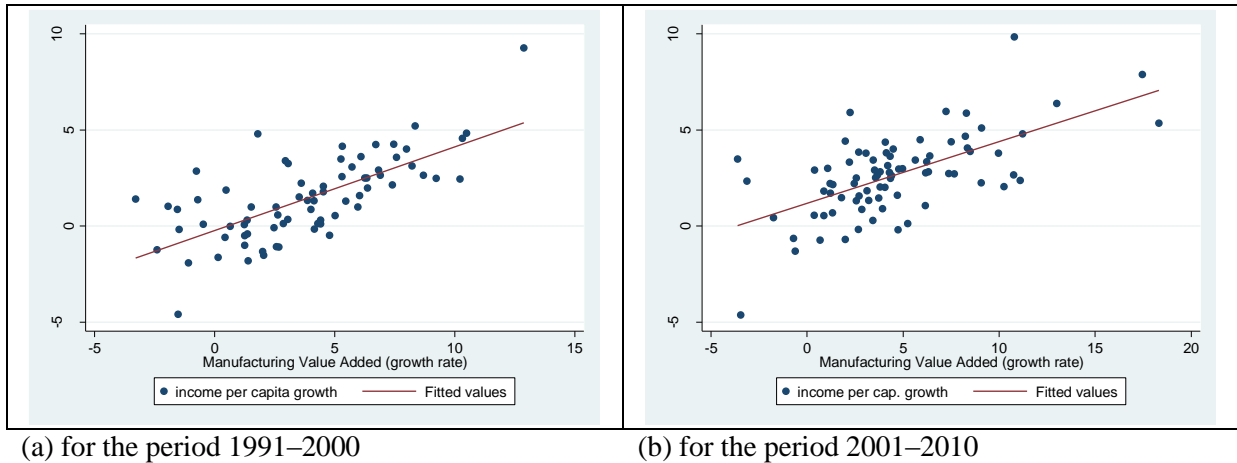 10
5
0
-5
-5 0 5 10 15
Manufacturing Value Added (growth rate)
income per capita growth Fitted values
10
5
0
-5
-5 0 5 10 15 20
Manufacturing Value Added (growth rate)
income per cap. growth Fitted values
(a) for the period 1991–2000
(b) for the period 2001–2010